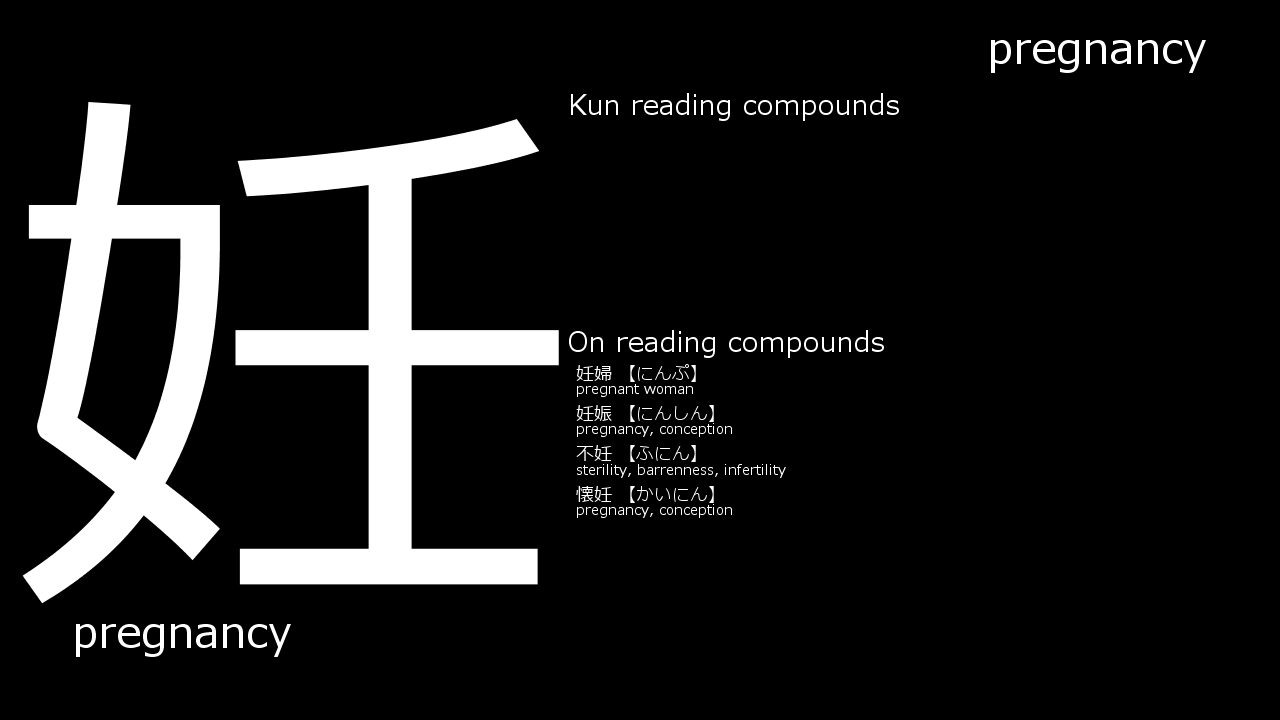 pregnancy
妊
Kun reading compounds
On reading compounds
妊婦 【にんぷ】
pregnant woman
妊娠 【にんしん】
pregnancy, conception
不妊 【ふにん】
sterility, barrenness, infertility
懐妊 【かいにん】
pregnancy, conception
pregnancy